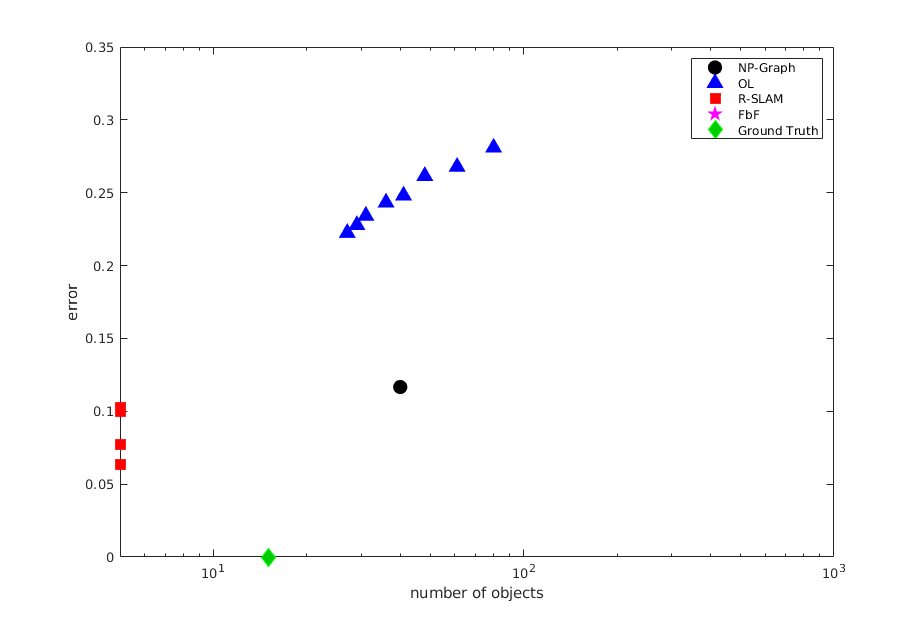 0.35
0.3
0.25
0.2
0.15
0.1
0.05
0
error
10^1
10^2
10^3
number of objects
NP-Graph
OL
R-SLAM
FbF
Ground Truth